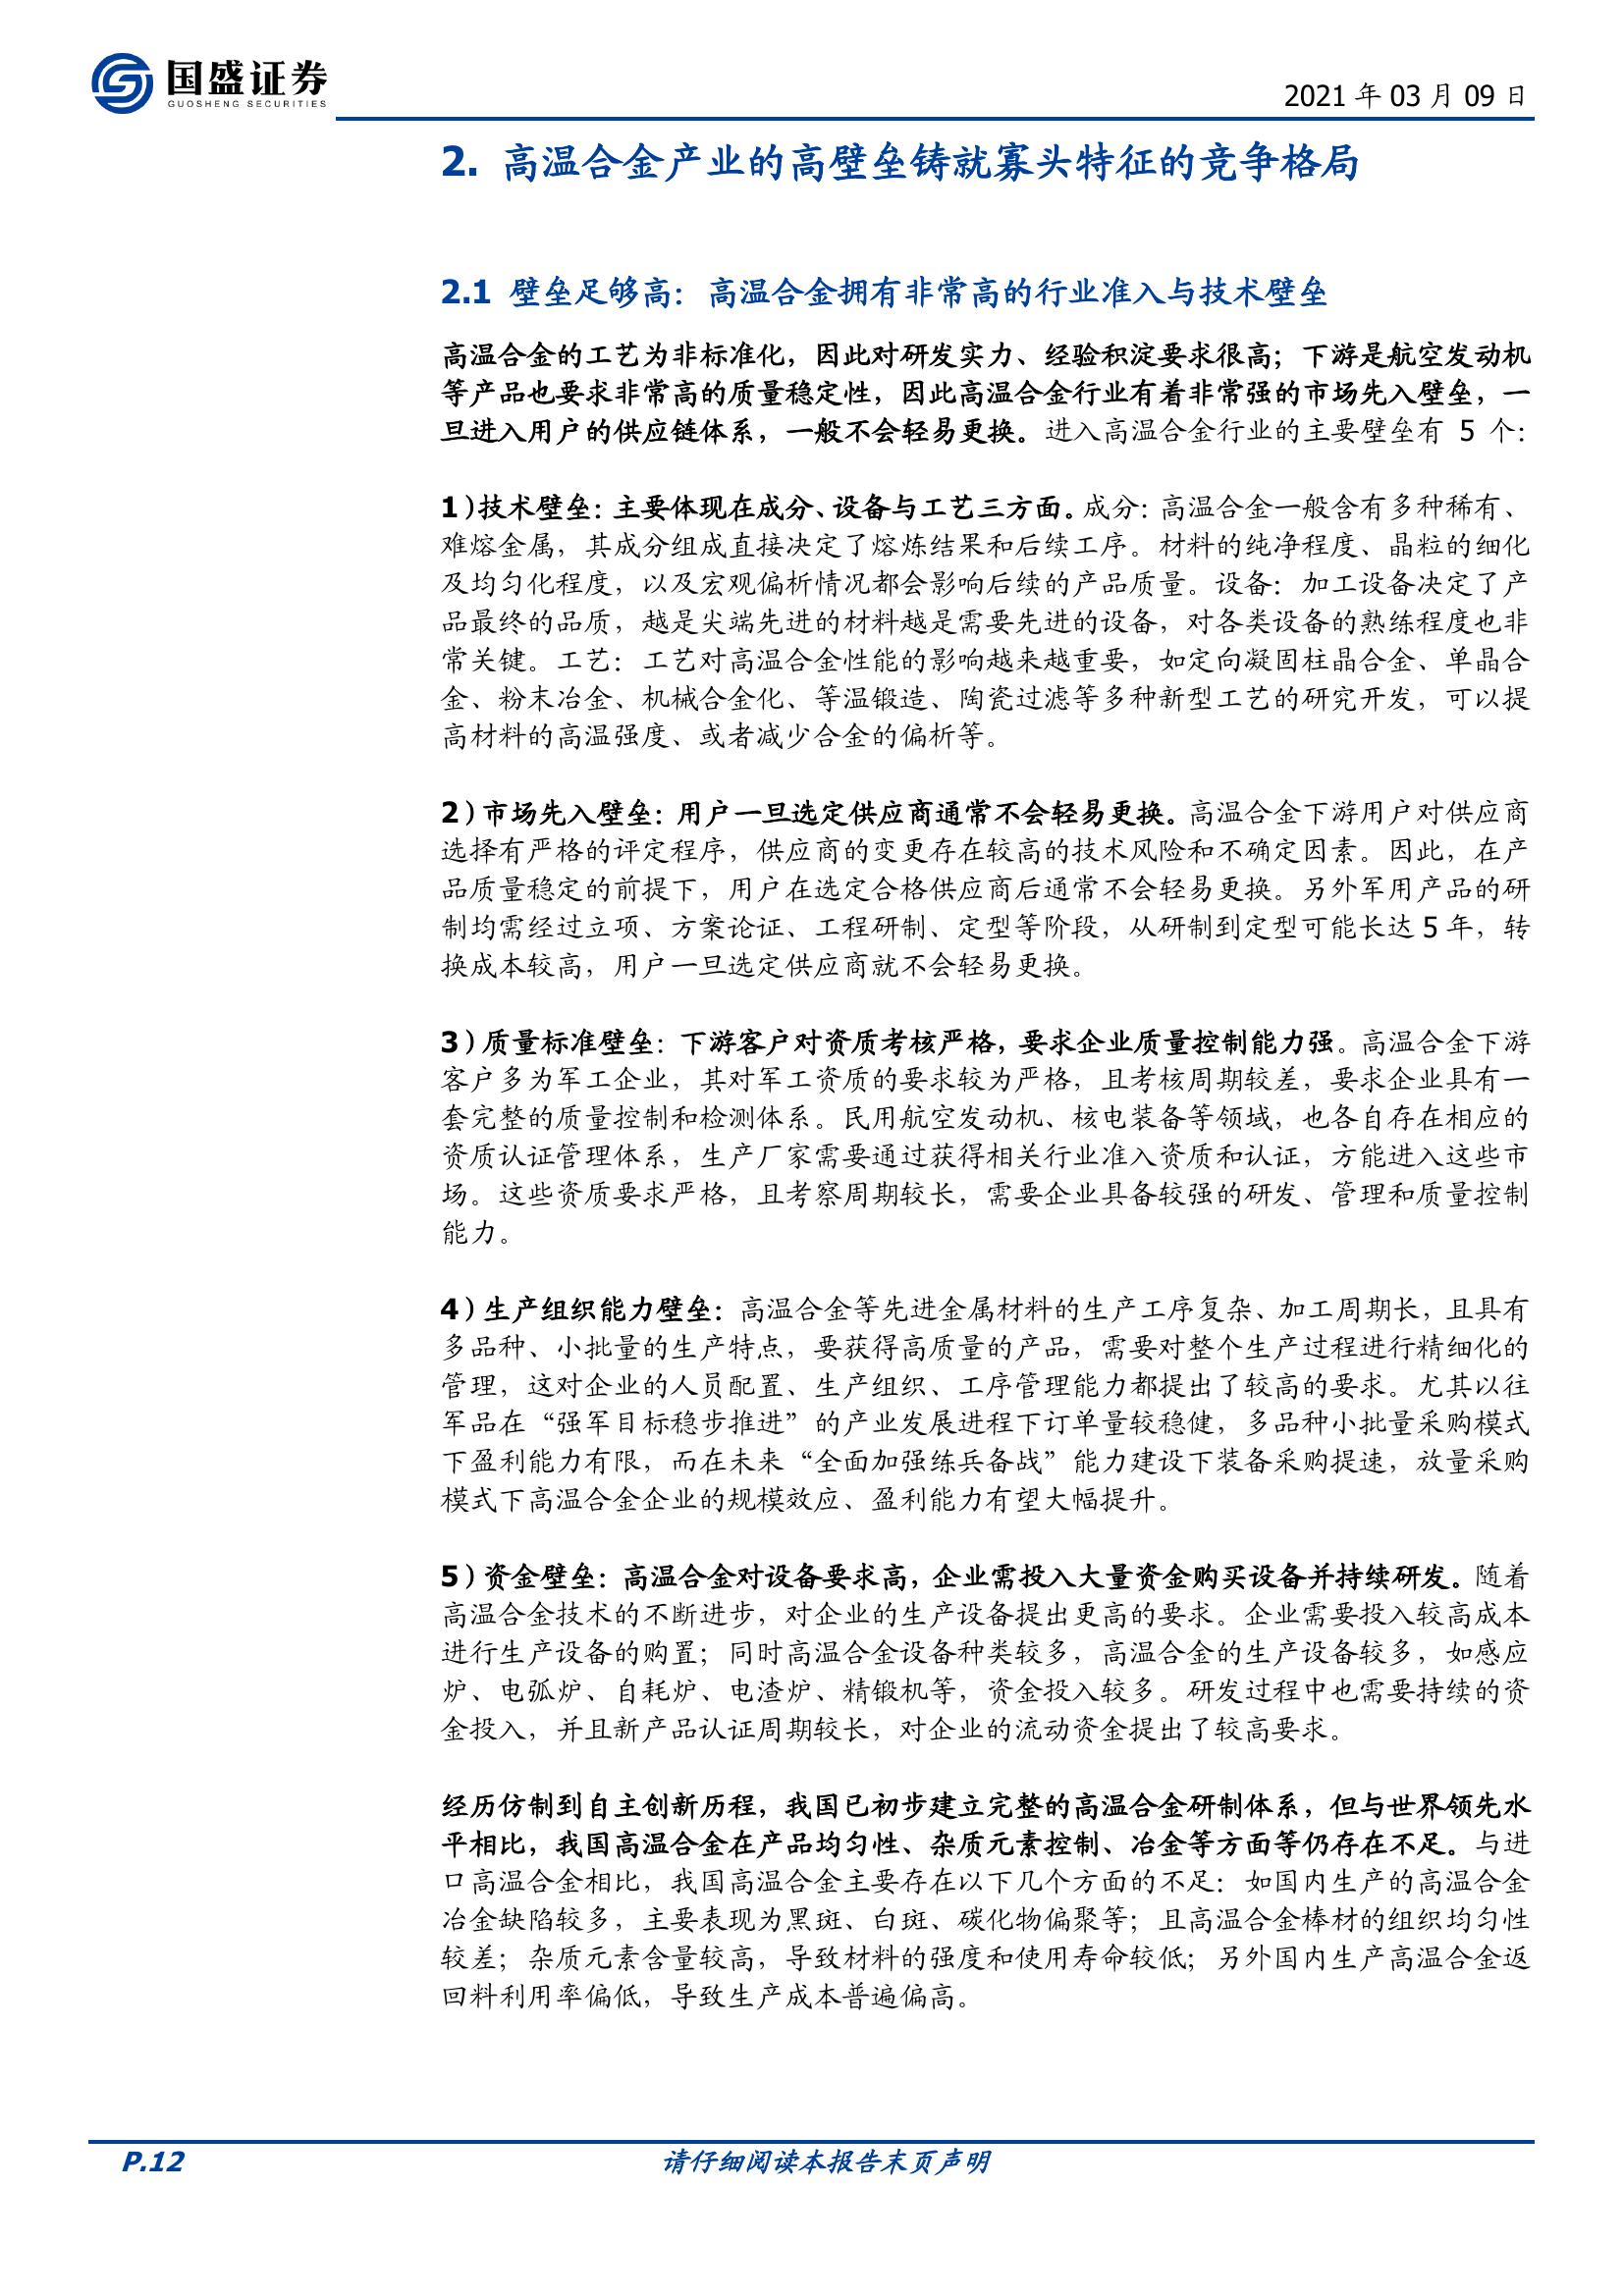 国盛证券
GUOSHENG SECURITIES
2021 年 03 月 09 日
2. 高温合金产业的高壁垒铸就寡头特征的竞争格局
2.1 壁垒足够高：高温合金拥有非常高的行业准入与技术壁垒
高温合金的工艺为非标准化，因此对研发实力、经验积淀要求很高；下游是航空发动机
等产品也要求非常高的质量稳定性，因此高温合金行业有着非常强的市场先入壁垒，一
旦进入用户的供应链体系，一般不会轻易更换。进入高温合金行业的主要壁垒有 5 个：
1）技术壁垒：主要体现在成分、设备与工艺三方面。成分：高温合金一般含有多种稀有、
难熔金属，其成分组成直接决定了熔炼结果和后续工序。材料的纯净程度、晶粒的细化
及均匀化程度，以及宏观偏析情况都会影响后续的产品质量。设备：加工设备决定了产
品最终的品质，越是尖端先进的材料越是需要先进的设备，对各类设备的熟练程度也非
常关键。工艺：工艺对高温合金性能的影响越来越重要，如定向凝固柱晶合金、单晶合
金、粉末冶金、机械合金化、等温锻造、陶瓷过滤等多种新型工艺的研究开发，可以提
高材料的高温强度、或者减少合金的偏析等。
2）市场先入壁垒：用户一旦选定供应商通常不会轻易更换。高温合金下游用户对供应商
选择有严格的评定程序，供应商的变更存在较高的技术风险和不确定因素。因此，在产
品质量稳定的前提下，用户在选定合格供应商后通常不会轻易更换。另外军用产品的研
制均需经过立项、方案论证、工程研制、定型等阶段，从研制到定型可能长达 5 年，转
换成本较高，用户一旦选定供应商就不会轻易更换。
3）质量标准壁垒：下游客户对资质考核严格，要求企业质量控制能力强。高温合金下游
客户多为军工企业，其对军工资质的要求较为严格，且考核周期较差，要求企业具有一
套完整的质量控制和检测体系。民用航空发动机、核电装备等领域，也各自存在相应的
资质认证管理体系，生产厂家需要通过获得相关行业准入资质和认证，方能进入这些市
场。这些资质要求严格，且考察周期较长，需要企业具备较强的研发、管理和质量控制
能力。
4）生产组织能力壁垒：高温合金等先进金属材料的生产工序复杂、加工周期长，且具有
多品种、小批量的生产特点，要获得高质量的产品，需要对整个生产过程进行精细化的
管理，这对企业的人员配置、生产组织、工序管理能力都提出了较高的要求。尤其以往
军品在“强军目标稳步推进”的产业发展进程下订单量较稳健，多品种小批量采购模式
下盈利能力有限，而在未来“全面加强练兵备战”能力建设下装备采购提速，放量采购
模式下高温合金企业的规模效应、盈利能力有望大幅提升。
5）资金壁垒：高温合金对设备要求高，企业需投入大量资金购买设备并持续研发。随着
高温合金技术的不断进步，对企业的生产设备提出更高的要求。企业需要投入较高成本
进行生产设备的购置；同时高温合金设备种类较多，高温合金的生产设备较多，如感应
炉、电弧炉、自耗炉、电渣炉、精锻机等，资金投入较多。研发过程中也需要持续的资
金投入，并且新产品认证周期较长，对企业的流动资金提出了较高要求。
经历仿制到自主创新历程，我国已初步建立完整的高温合金研制体系，但与世界领先水
平相比，我国高温合金在产品均匀性、杂质元素控制、冶金等方面等仍存在不足。与进
口高温合金相比，我国高温合金主要存在以下几个方面的不足：如国内生产的高温合金
冶金缺陷较多，主要表现为黑斑、白斑、碳化物偏聚等；且高温合金棒材的组织均匀性
较差；杂质元素含量较高，导致材料的强度和使用寿命较低；另外国内生产高温合金返
回料利用率偏低，导致生产成本普遍偏高。
P.12
请仔细阅读本报告末页声明